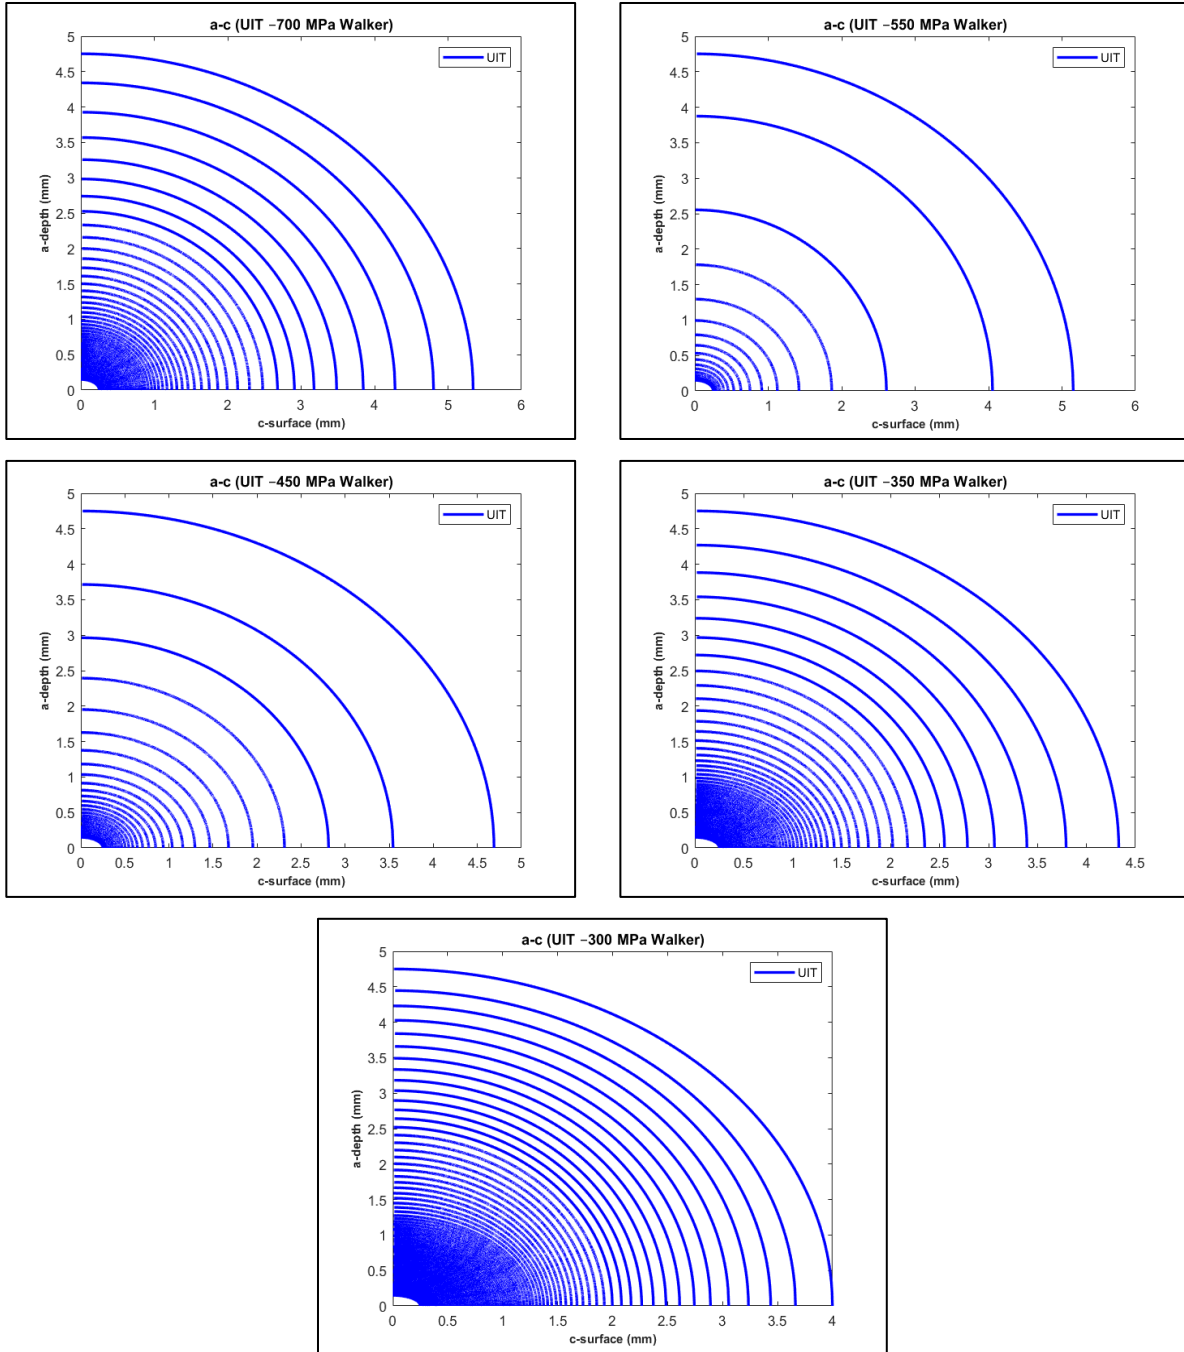 a-c (UIT −700 MPa Walker)
UIT
a-depth (mm)
5
4.5
4
3.5
3
2.5
2
1.5
1
0.5
0
0 1 2 3 4 5 6
c-surface (mm)
a-c (UIT −550 MPa Walker)
UIT
a-depth (mm)
5
4.5
4
3.5
3
2.5
2
1.5
1
0.5
0
0 1 2 3 4 5 6
c-surface (mm)
a-c (UIT −450 MPa Walker)
UIT
a-depth (mm)
5
4.5
4
3.5
3
2.5
2
1.5
1
0.5
0
0 0.5 1 1.5 2 2.5 3 3.5 4 4.5 5
c-surface (mm)
a-c (UIT −350 MPa Walker)
UIT
a-depth (mm)
5
4.5
4
3.5
3
2.5
2
1.5
1
0.5
0
0 0.5 1 1.5 2 2.5 3 3.5 4 4.5
c-surface (mm)
a-c (UIT −300 MPa Walker)
UIT
a-depth (mm)
5
4.5
4
3.5
3
2.5
2
1.5
1
0.5
0
0 0.5 1 1.5 2 2.5 3 3.5 4
c-surface (mm)